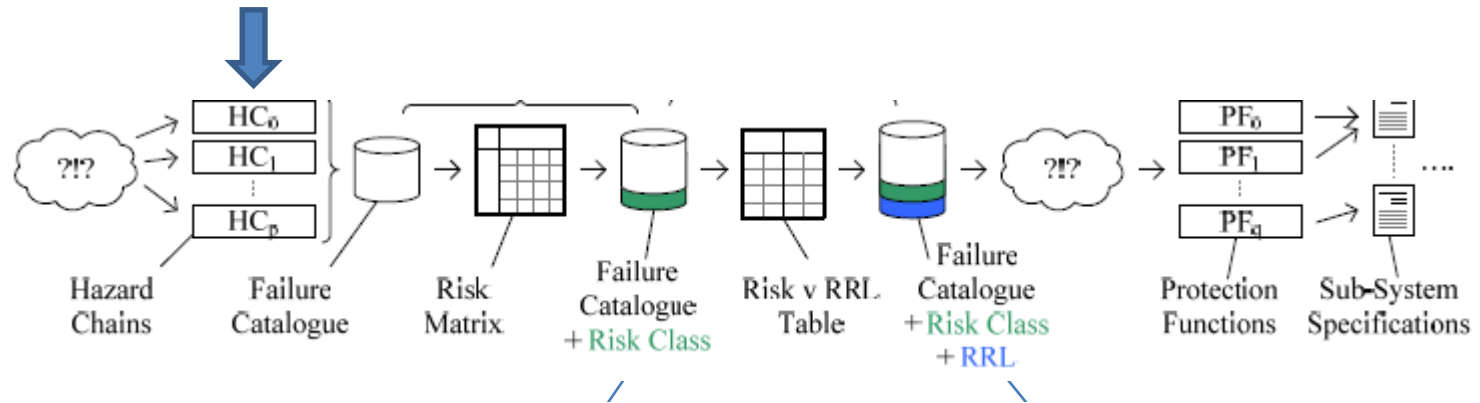 ?!?
HC₀
HC₁
HCₚ
PF₀
PF₁
PF_q
?!?
....
Hazard
Chains
Failure
Catalogue
Risk
Matrix
Failure
Catalogue
+ Risk Class
Risk v RRL
Table
Failure
Catalogue
+ Risk Class
+ RRL
Protection
Functions
Sub-System
Specifications